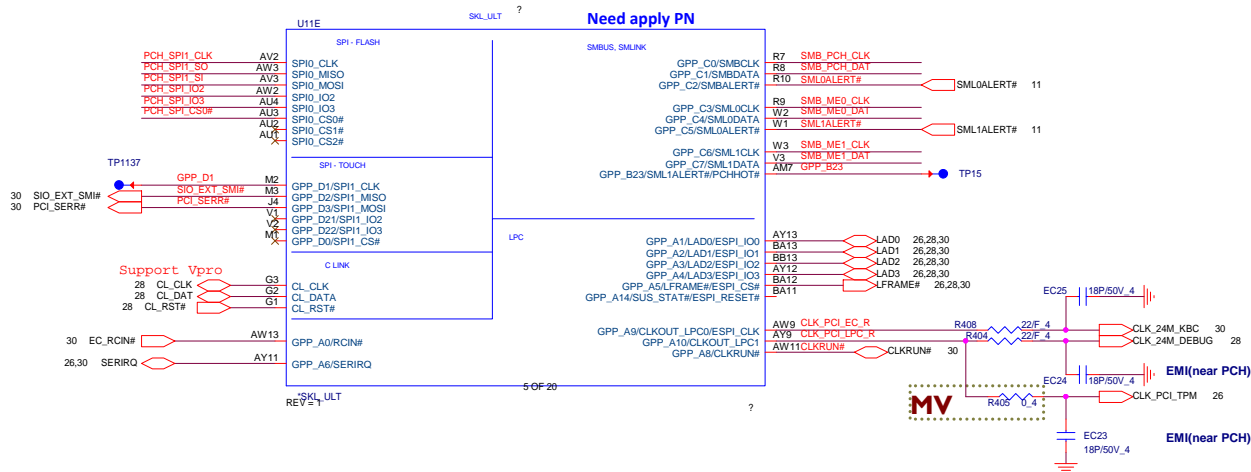 SKL_ULT
?
Need apply PN
U11E
SPI - FLASH
SMBUS, SMLINK
PCH_SPI1_CLK AV2 SPI0_CLK
PCH_SPI1_SO AW3 SPI0_MISO
PCH_SPI1_SI AV3 SPI0_MOSI
PCH_SPI_IO2 AW2 SPI0_IO2
PCH_SPI_IO3 AU4 SPI0_IO3
PCH_SPI_CS0# AU3 SPI0_CS0#
AU2 SPI0_CS1#
AU1 SPI0_CS2#
GPP_C0/SMBCLK R7 SMB_PCH_CLK
GPP_C1/SMBDATA R8 SMB_PCH_DAT
GPP_C2/SMBALERT# R10 SML0ALERT# SML0ALERT# 11
GPP_C3/SML0CLK R9 SMB_ME0_CLK
GPP_C4/SML0DATA W2 SMB_ME0_DAT
GPP_C5/SML0ALERT# W1 SML1ALERT# SML1ALERT# 11
GPP_C6/SML1CLK W3 SMB_ME1_CLK
GPP_C7/SML1DATA V3 SMB_ME1_DAT
GPP_B23/SML1ALERT#/PCHHOT# AM7 GPP_B23 TP15
SPI - TOUCH
TP1137
GPP_D1 M2 GPP_D1/SPI1_CLK
30 SIO_EXT_SMI# SIO_EXT_SMI# M3 GPP_D2/SPI1_MISO
30 PCI_SERR# PCI_SERR# J4 GPP_D3/SPI1_MOSI
V1 GPP_D21/SPI1_IO2
V2 GPP_D22/SPI1_IO3
M1 GPP_D0/SPI1_CS#
LPC
GPP_A1/LAD0/ESPI_IO0 AY13 LAD0 26,28,30
GPP_A2/LAD1/ESPI_IO1 BA13 LAD1 26,28,30
GPP_A3/LAD2/ESPI_IO2 BB13 LAD2 26,28,30
GPP_A4/LAD3/ESPI_IO3 AY12 LAD3 26,28,30
GPP_A5/LFRAME#/ESPI_CS# BA12 LFRAME# 26,28,30
GPP_A14/SUS_STAT#/ESPI_RESET# BA11
C LINK
Support Vpro
28 CL_CLK G3 CL_CLK
28 CL_DAT G2 CL_DATA
28 CL_RST# G1 CL_RST#
30 EC_RCIN# AW13 GPP_A0/RCIN#
26,30 SERIRQ AY11 GPP_A6/SERIRQ
EC25 18P/50V_4
GPP_A9/CLKOUT_LPC0/ESPI_CLK AW9 CLK_PCI_EC_R R408 22/F_4 CLK_24M_KBC 30
GPP_A10/CLKOUT_LPC1 AY9 CLK_PCI_LPC_R R404 22/F_4 CLK_24M_DEBUG 28
GPP_A8/CLKRUN# AW11 CLKRUN# CLKRUN# 30
EC24 18P/50V_4 EMI(near PCH)
5 OF 20
*SKL_ULT
REV = 1
?
MV
R405 0_4 CLK_PCI_TPM 26
EC23
18P/50V_4
EMI(near PCH)